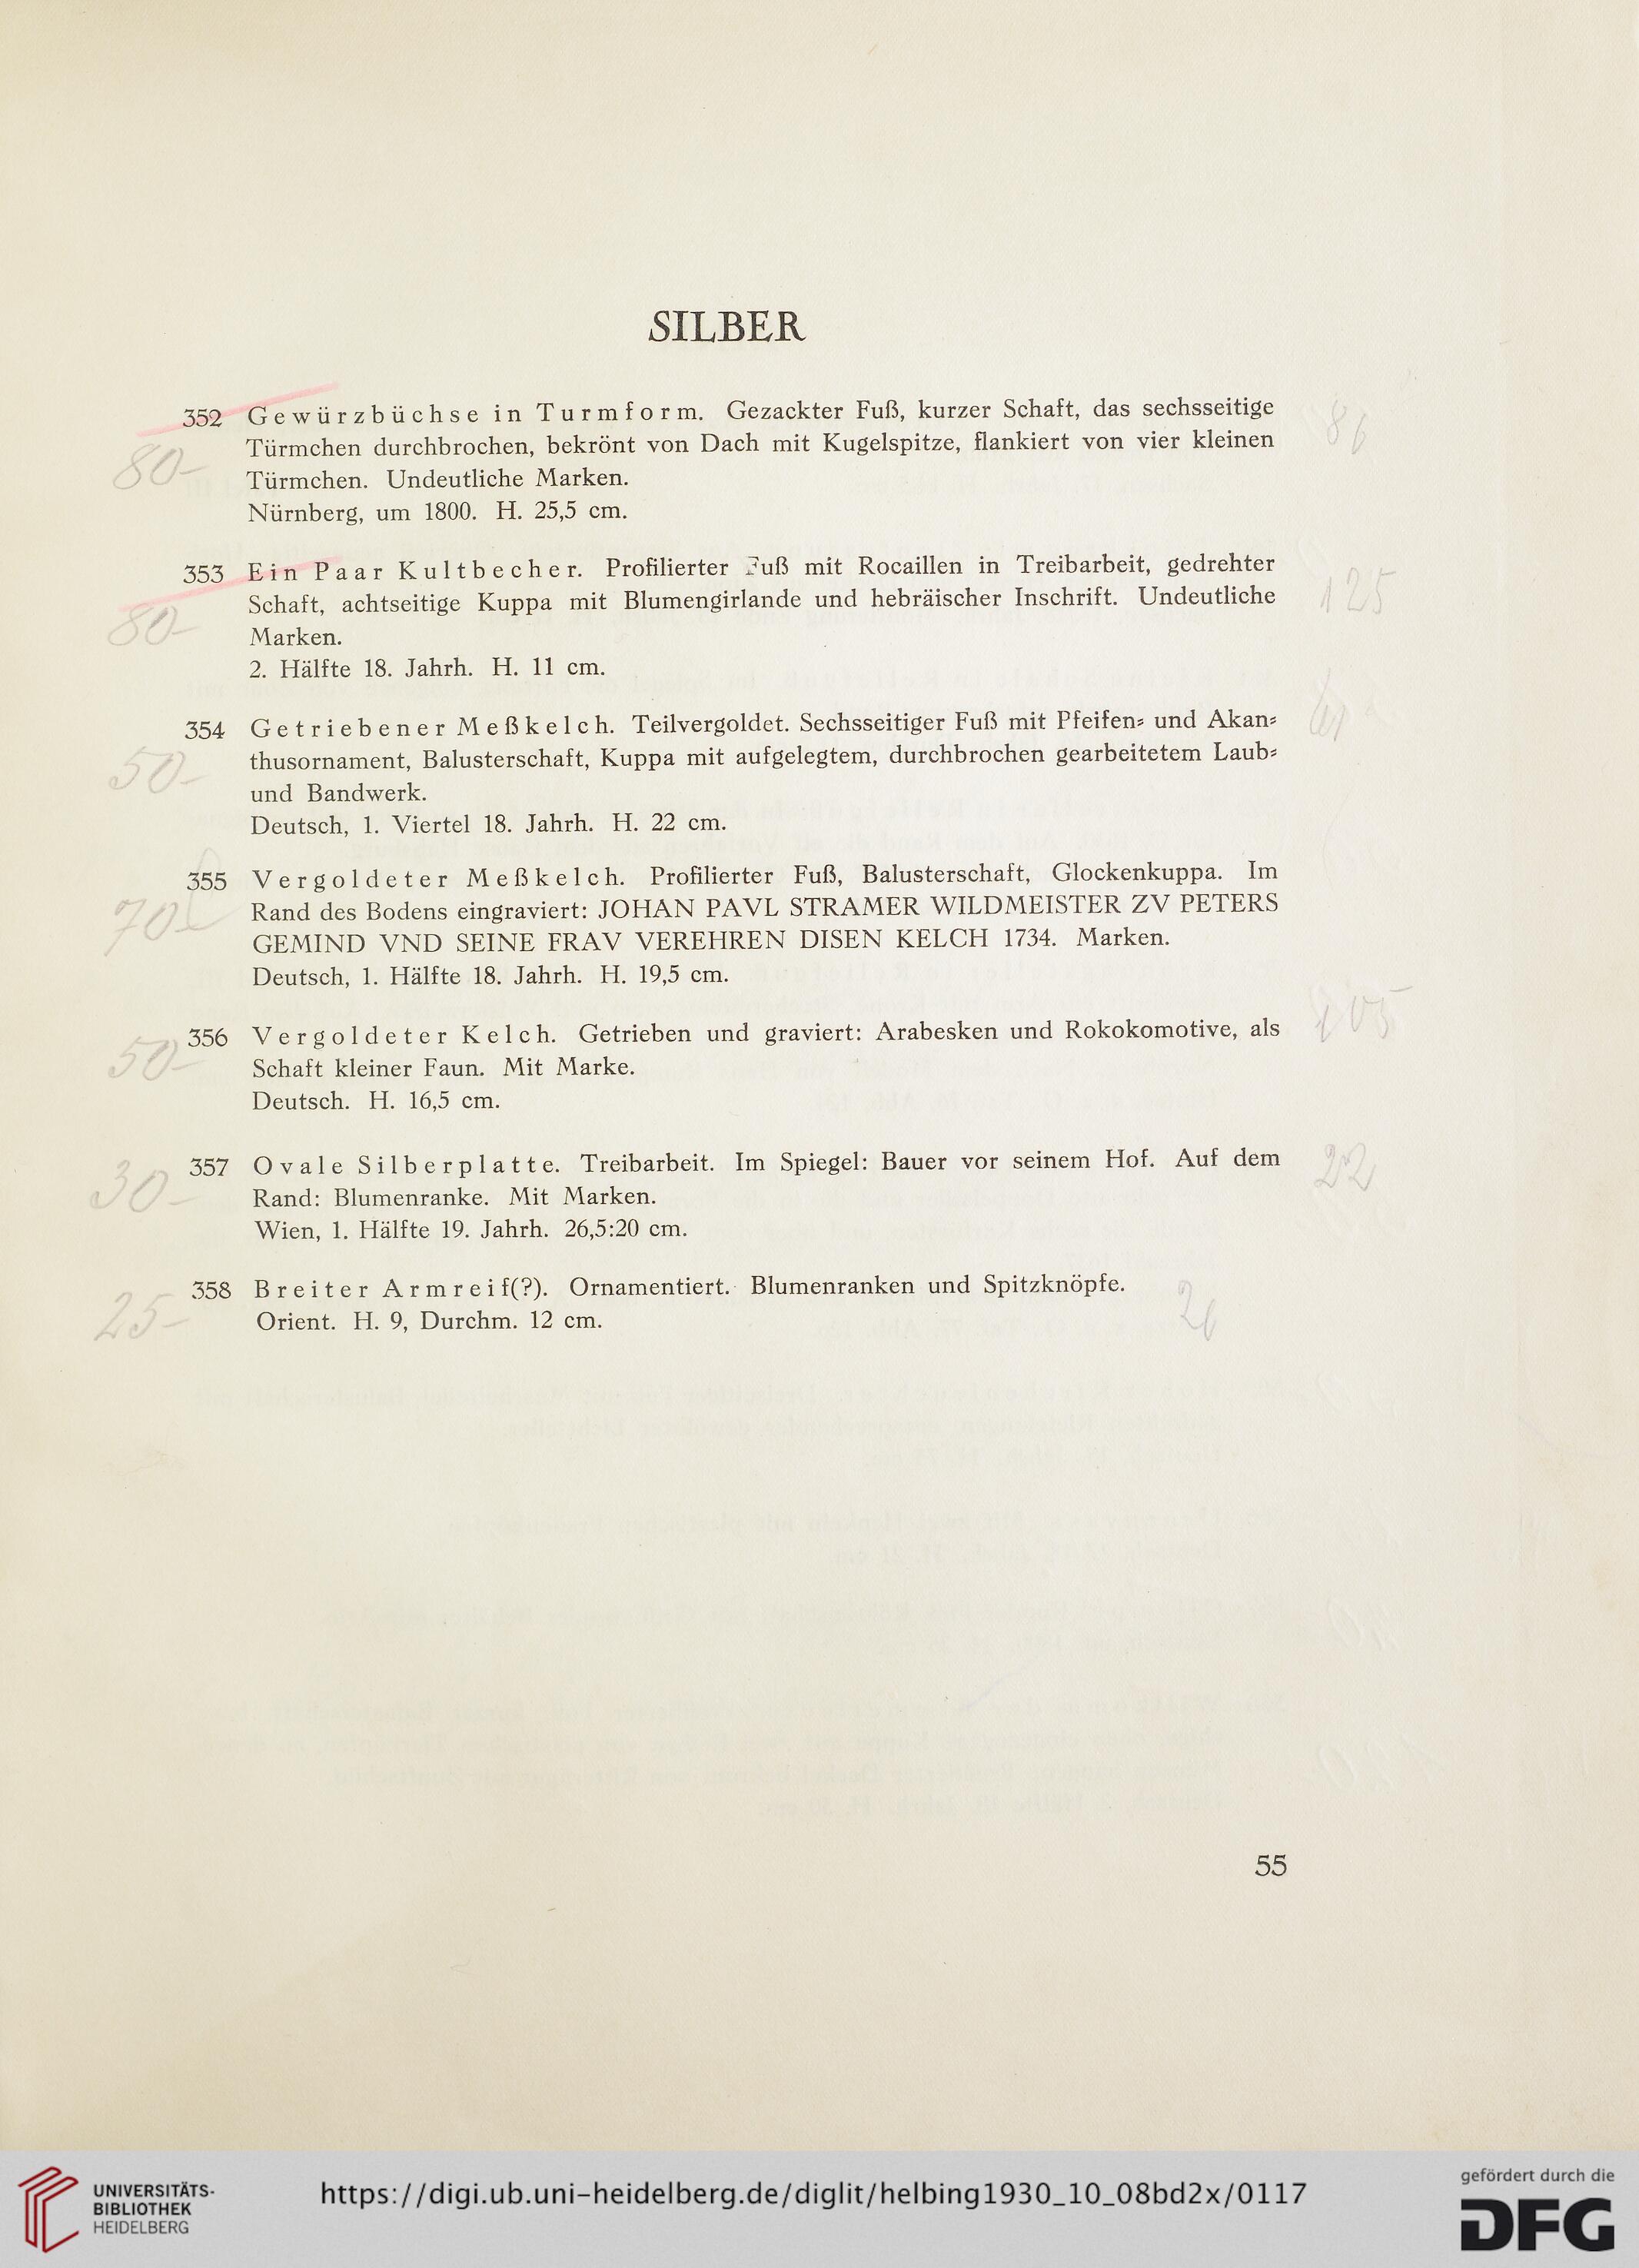 SILBER
352 Gewürzbüchse in Turmform. Gezackter Fuß, kurzer Schaft, das sechsseitige
Türmchen durchbrochen, bekrönt von Dach mit Kugelspitze, flankiert von vier kleinen
80-
Türmchen. Undeutliche Marken.
Nürnberg, um 1800. H. 25,5 cm.
353 Ein Paar Kultbecher. Profilierter Fuß mit Rocaillen in Treibarbeit, gedrehter
125
Schaft, achtseitige Kuppa mit Blumengirlande und hebräischer Inschrift. Undeutliche
80-
Marken.
2. Hälfte 18. Jahrh. H. 11 cm.
354 Getriebener Meßkelch. Teilvergoldet. Sechsseitiger Fuß mit Pfeifen- und Akan-
thusornament, Balusterschaft, Kuppa mit aufgelegtem, durchbrochen gearbeitetem Laub-
50-
und Bandwerk.
Deutsch, 1. Viertel 18. Jahrh. H. 22 cm.
355 Vergoldeter Meßkelch. Profilierter Fuß, Balusterschaft, Glockenkuppa. Im
Rand des Bodens eingraviert: JOHAN PAVL STRAMER WILDMEISTER ZV PETERS
70-
GEMIND VND SEINE FRAV VEREHREN DISEN KELCH 1734. Marken.
Deutsch, 1. Hälfte 18. Jahrh. H. 19,5 cm.
356 Vergoldeter Kelch. Getrieben und graviert: Arabesken und Rokokomotive, als
50-
Schaft kleiner Faun. Mit Marke.
Deutsch. H. 16,5 cm.
357 Ovale Silberplatte. Treibarbeit. Im Spiegel: Bauer vor seinem Hof. Auf dem
22
30-
Rand: Blumenranke. Mit Marken.
Wien, 1. Hälfte 19. Jahrh. 26,5:20 cm.
358 Breiter Armreif(?). Ornamentiert. Blumenranken und Spitzknöpfe.
25-
Orient. H. 9, Durchm. 12 cm.
55
UNIVERSITÄTS-
BIBLIOTHEK
HEIDELBERG
https://digi.ub.uni-heidelberg.de/diglit/helbing1930_10_08bd2x/0117
gefördert durch die
DFG